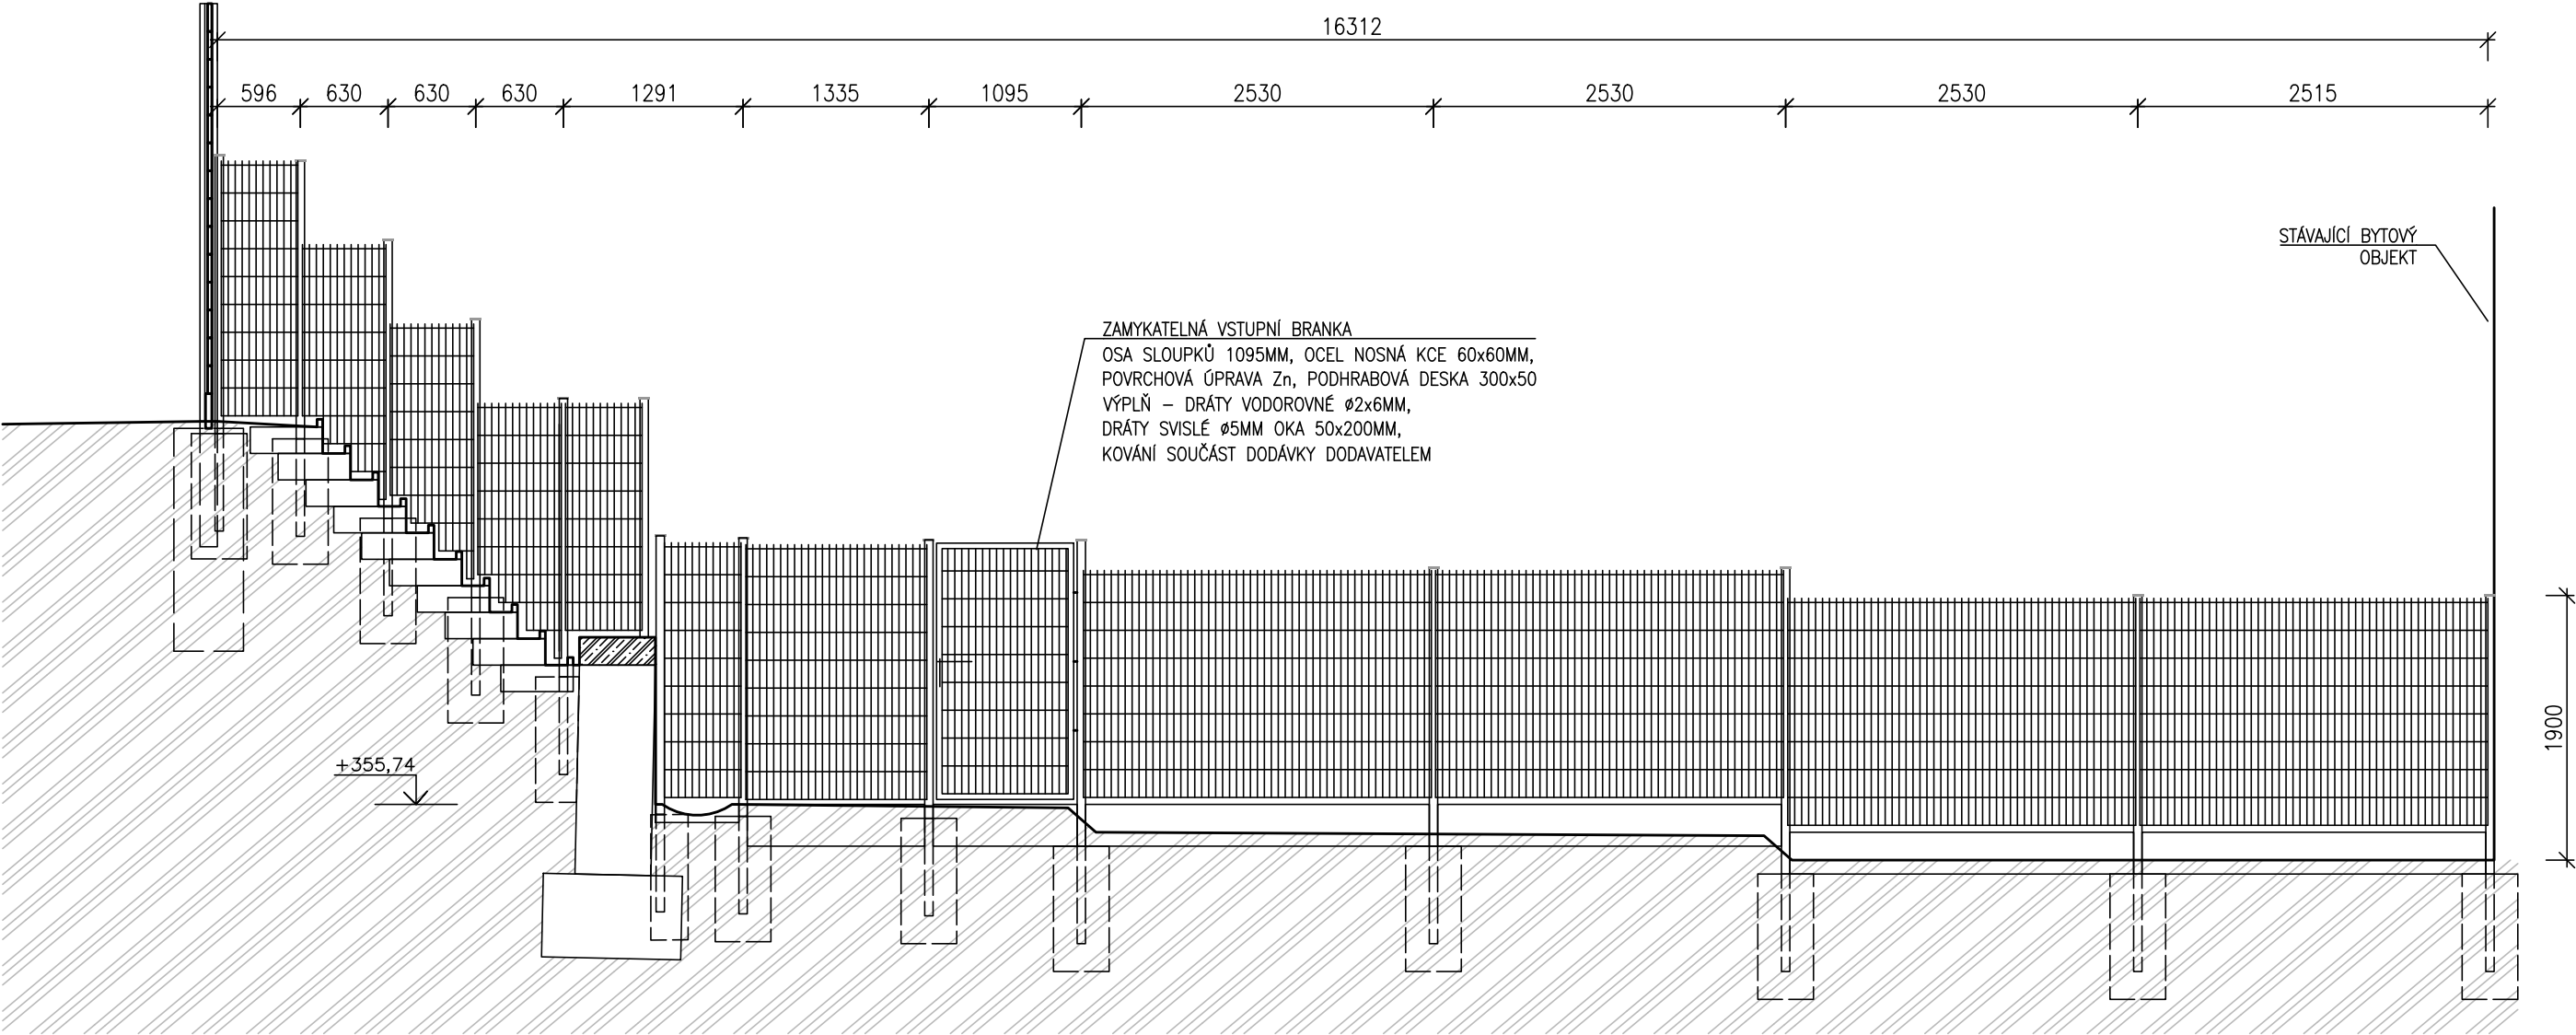 16312
596 630 630 630 1291 1335 1095 2530 2530 2530 2515
STÁVAJÍCÍ BYTOVÝ
OBJEKT
ZAMYKATELNÁ VSTUPNÍ BRANKA
OSA SLOUPKŮ 1095MM, OCEL NOSNÁ KCE 60x60MM,
POVRCHOVÁ ÚPRAVA Zn, PODHRABOVÁ DESKA 300x50
VÝPLŇ – DRÁTY VODOROVNÉ ø2x6MM,
DRÁTY SVISLÉ ø5MM OKA 50x200MM,
KOVÁNÍ SOUČÁST DODÁVKY DODAVATELEM
1900
+355,74